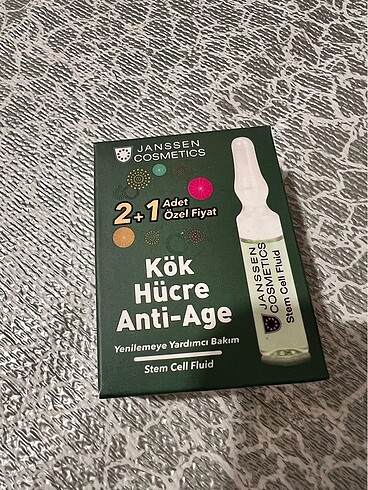 JANSSEN
COSMETICS
2+1 Adet
Özel Fiyat
Kök
Hücre
Anti-Age
Yenilemeye Yardımcı Bakım
Stem Cell Fluid
JANSSEN
COSMETICS
Stem Cell Fluid